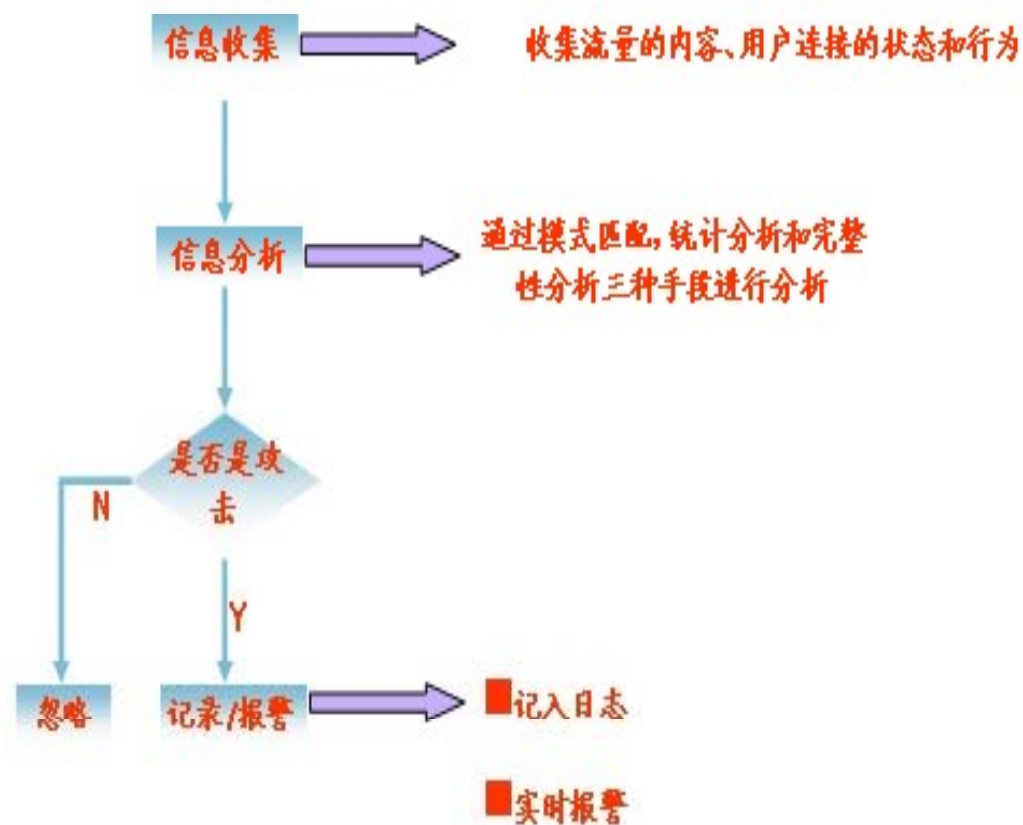 信息收集
收集流量的内容、用户连接的状态和行为
信息分析
通过模式匹配,统计分析和完整
性分析三种手段进行分析
是否是攻
击
N
Y
忽略
记录/报警
记入日志
实时报警